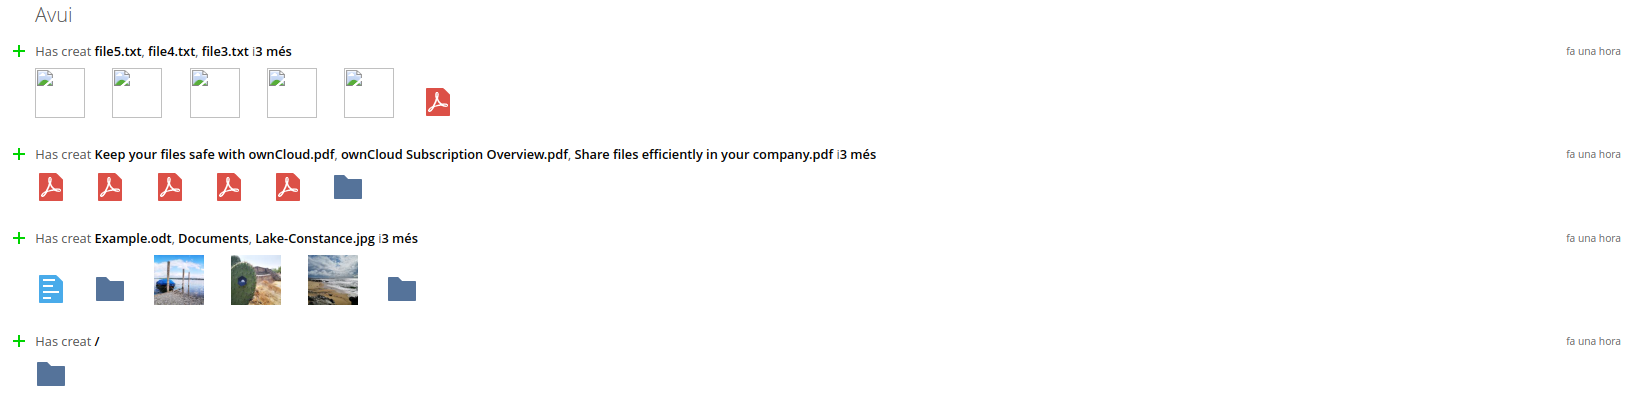 Avui
Has creat file5.txt, file4.txt, file3.txt i3 més fa una hora
Has creat Keep your files safe with ownCloud.pdf, ownCloud Subscription Overview.pdf, Share files efficiently in your company.pdf i3 més fa una hora
Has creat Example.odt, Documents, Lake-Constance.jpg i3 més fa una hora
Has creat / fa una hora